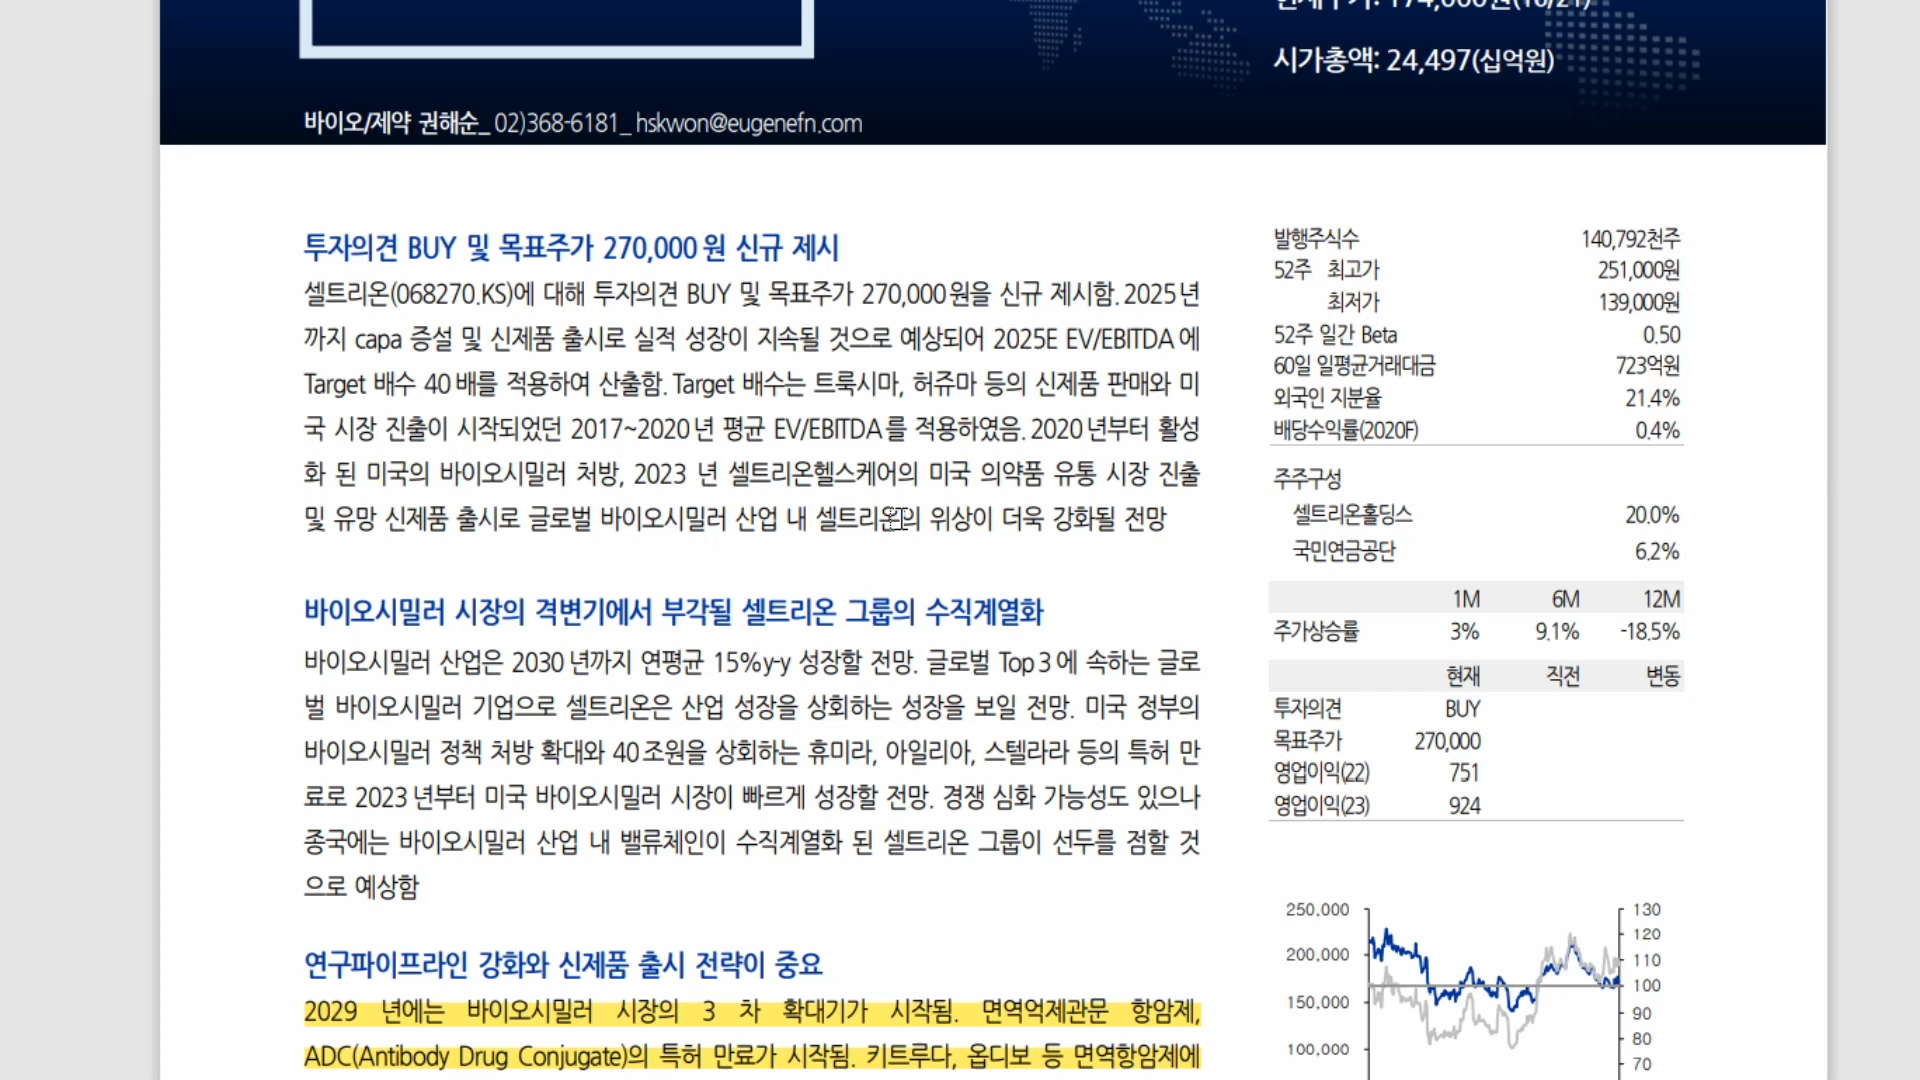 시가총액: 24,497(십억원)
바이오/제약 권해순_ 02)368-6181_ hskwon@eugenefn.com
투자의견 BUY 및 목표주가 270,000원 신규 제시
셀트리온(068270.KS)에 대해 투자의견 BUY 및 목표주가 270,000원을 신규 제시함. 2025년
까지 capa 증설 및 신제품 출시로 실적 성장이 지속될 것으로 예상되어 2025E EV/EBITDA에
Target 배수 40배를 적용하여 산출함. Target 배수는 트룩시마, 허쥬마 등의 신제품 판매와 미
국 시장 진출이 시작되었던 2017~2020년 평균 EV/EBITDA를 적용하였음. 2020년부터 활성
화 된 미국의 바이오시밀러 처방, 2023 년 셀트리온헬스케어의 미국 의약품 유통 시장 진출
및 유망 신제품 출시로 글로벌 바이오시밀러 산업 내 셀트리온의 위상이 더욱 강화될 전망
바이오시밀러 시장의 격변기에서 부각될 셀트리온 그룹의 수직계열화
바이오시밀러 산업은 2030년까지 연평균 15%y-y 성장할 전망. 글로벌 Top3에 속하는 글로
벌 바이오시밀러 기업으로 셀트리온은 산업 성장을 상회하는 성장을 보일 전망. 미국 정부의
바이오시밀러 정책 처방 확대와 40조원을 상회하는 휴미라, 아일리아, 스텔라라 등의 특허 만
료로 2023년부터 미국 바이오시밀러 시장이 빠르게 성장할 전망. 경쟁 심화 가능성도 있으나
종국에는 바이오시밀러 산업 내 밸류체인이 수직계열화 된 셀트리온 그룹이 선두를 점할 것
으로 예상함
연구파이프라인 강화와 신제품 출시 전략이 중요
2029 년에는 바이오시밀러 시장의 3 차 확대기가 시작됨. 면역억제관문 항암제,
ADC(Antibody Drug Conjugate)의 특허 만료가 시작됨. 키트루다, 옵디보 등 면역항암제에
발행주식수 140,792천주
52주 최고가 251,000원
최저가 139,000원
52주 일간 Beta 0.50
60일 일평균거래대금 723억원
외국인 지분율 21.4%
배당수익률(2020F) 0.4%
주주구성
셀트리온홀딩스 20.0%
국민연금공단 6.2%
1M 6M 12M
주가상승률 3% 9.1% -18.5%
현재 직전 변동
투자의견 BUY
목표주가 270,000
영업이익(22) 751
영업이익(23) 924
250,000 130
120
200,000 110
100
150,000 90
80
100,000 70